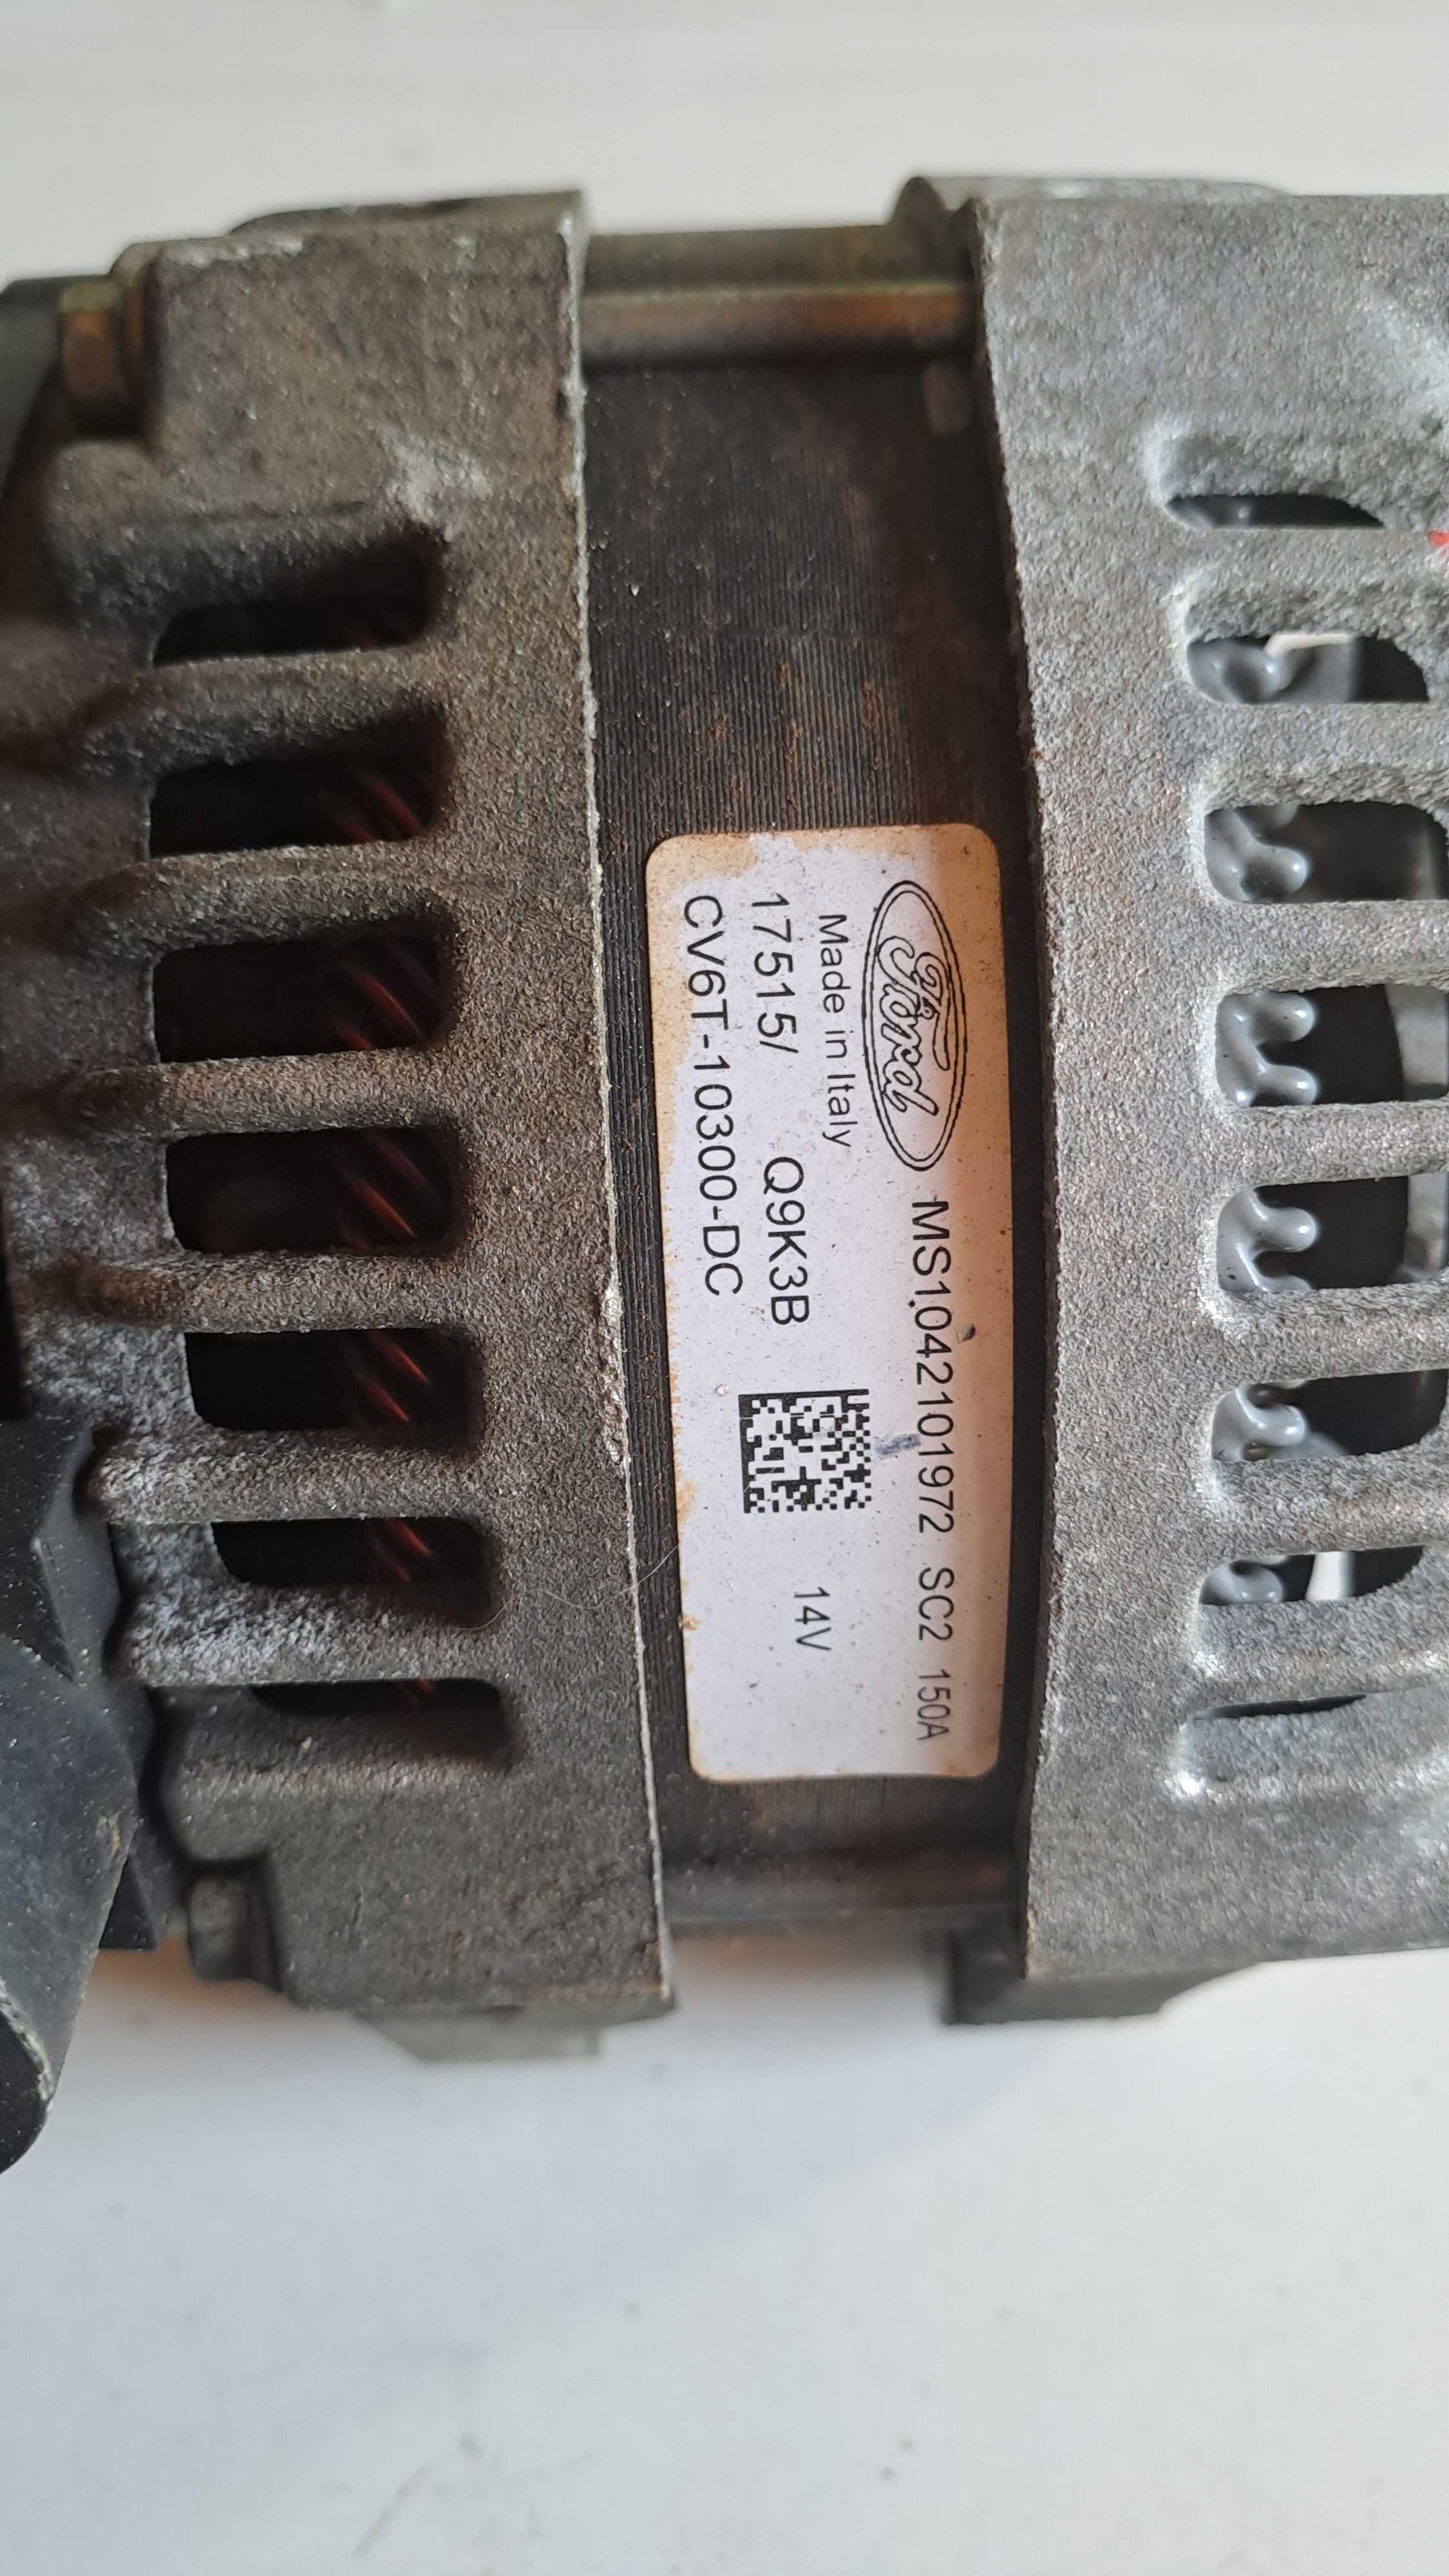 Ford MS1042101972 SC2 150A
Made in Italy
17515/ Q9K3B 14V
CV6T-10300-DC